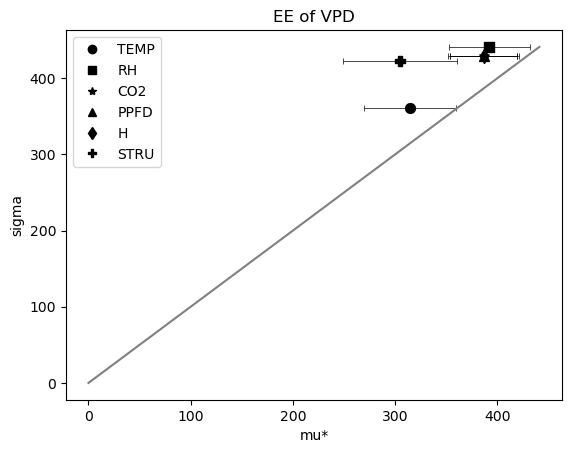 EE of VPD
TEMP
RH
CO2
PPFD
H
STRU
400
300
200
100
0
sigma
0
100
200
300
400
mu*